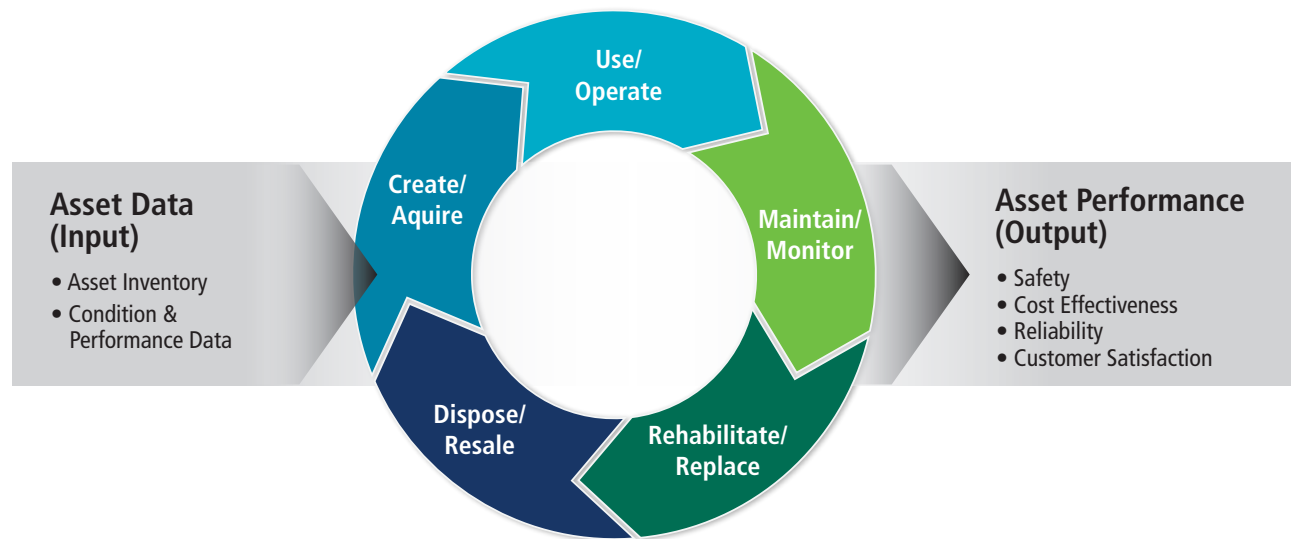 Asset Data
(Input)
• Asset Inventory
• Condition &
Performance Data
Use/
Operate
Create/
Aquire
Maintain/
Monitor
Dispose/
Resale
Rehabilitate/
Replace
Asset Performance
(Output)
• Safety
• Cost Effectiveness
• Reliability
• Customer Satisfaction